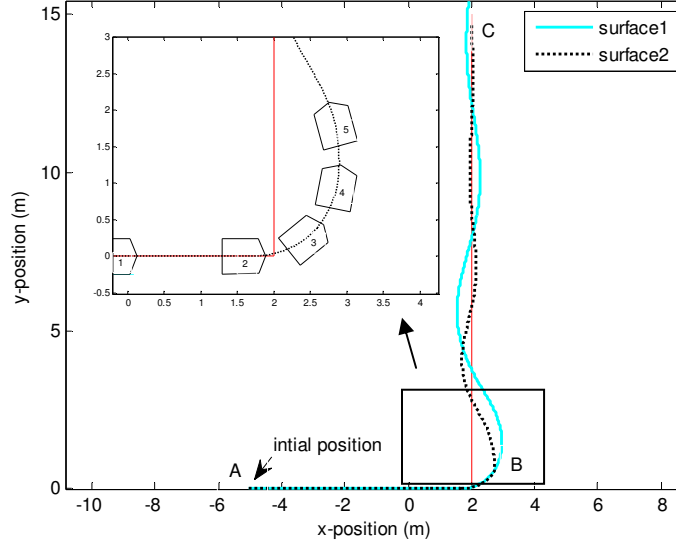 15
C
surface1
surface2
3
2.5
2
1.5
1
0.5
0
-0.5
0 0.5 1 1.5 2 2.5 3 3.5 4
1
2
3
4
5
10
y-position (m)
5
intial position
A
B
0
-10 -8 -6 -4 -2 0 2 4 6 8
x-position (m)